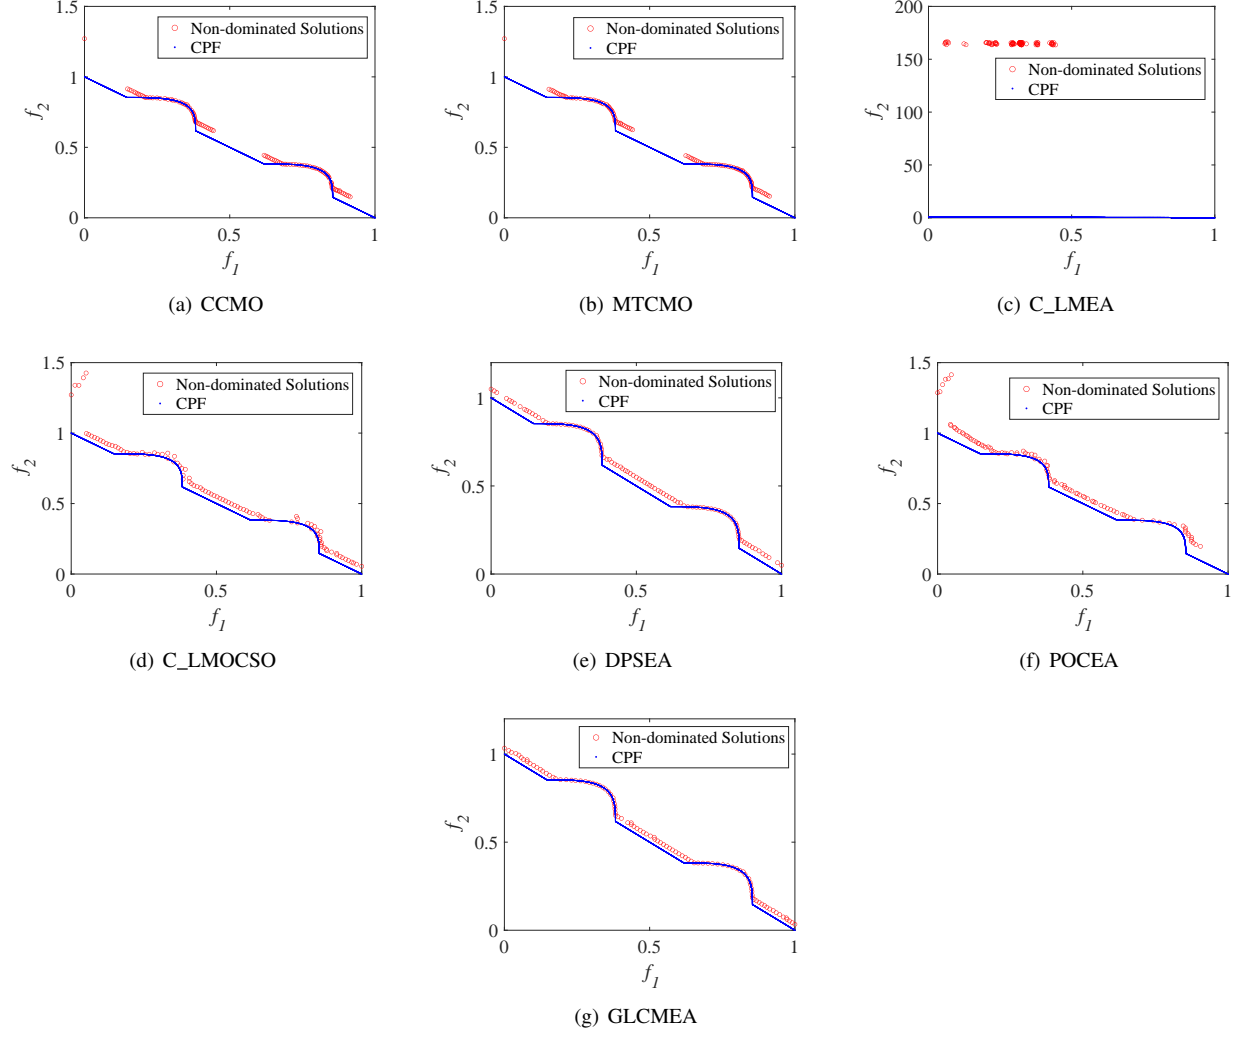 1.5
1
0.5
0
f2
0
0.5
1
f1
Non-dominated Solutions
CPF
(a) CCMO
1.5
1
0.5
0
f2
0
0.5
1
f1
Non-dominated Solutions
CPF
(b) MTCMO
200
150
100
50
0
f2
0
0.5
1
f1
Non-dominated Solutions
CPF
(c) C_LMEA
1.5
1
0.5
0
f2
0
0.5
1
f1
Non-dominated Solutions
CPF
(d) C_LMOCSO
1
0.5
0
f2
0
0.5
1
f1
Non-dominated Solutions
CPF
(e) DPSEA
1.5
1
0.5
0
f2
0
0.5
1
f1
Non-dominated Solutions
CPF
(f) POCEA
1
0.5
0
f2
0
0.5
1
f1
Non-dominated Solutions
CPF
(g) GLCMEA